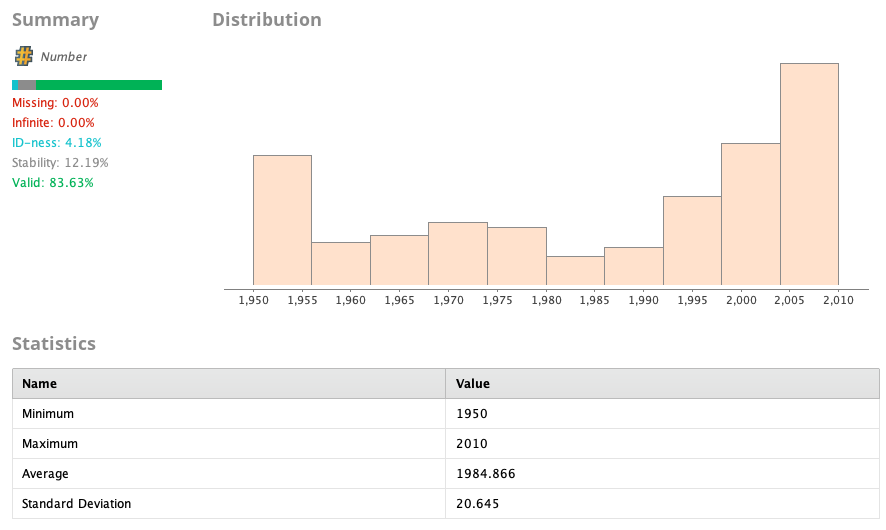 Summary
Distribution
# Number
Missing: 0.00%
Infinite: 0.00%
ID-ness: 4.18%
Stability: 12.19%
Valid: 83.63%
1,950 1,955 1,960 1,965 1,970 1,975 1,980 1,985 1,990 1,995 2,000 2,005 2,010
Statistics
Name Value
Minimum 1950
Maximum 2010
Average 1984.866
Standard Deviation 20.645